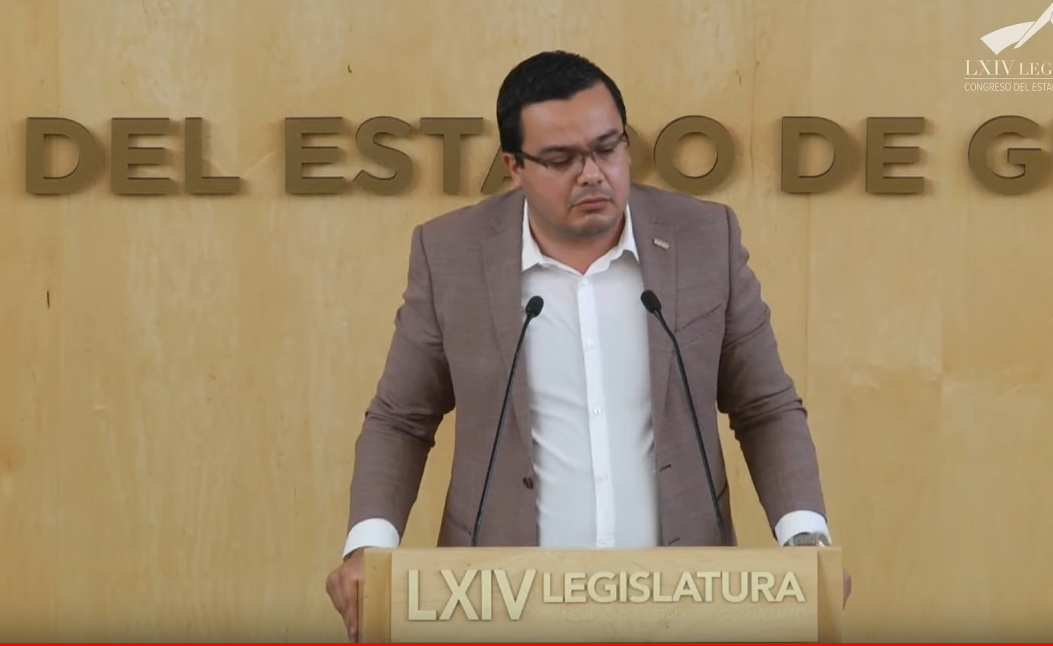 LXIV LEG
CONGRESO DEL ESTA
DEL ESTADO DE G
LXIV LEGISLATURA